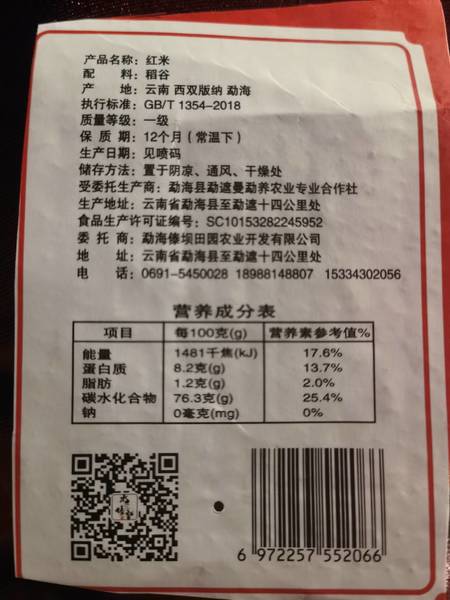 产品名称：红米
配 料：稻谷
产 地：云南 西双版纳 勐海
执行标准：GB/T 1354-2018
质量等级：一级
保 质 期：12个月（常温下）
生产日期：见喷码
储存方法：置于阴凉、通风、干燥处
受委托生产商：勐海县勐遮曼勐养农业专业合作社
生产地址：云南省勐海县至勐遮十四公里处
食品生产许可证编号：SC10153282245952
委 托 商：勐海傣坝田园农业开发有限公司
地 址：云南省勐海县至勐遮十四公里处
电 话：0691-5450028 18988148807 15334302056
营养成分表
项目 每100克(g) 营养素参考值%
能量 1481千焦(kJ) 17.6%
蛋白质 8.2克(g) 13.7%
脂肪 1.2克(g) 2.0%
碳水化合物 76.3克(g) 25.4%
钠 0毫克(mg) 0%
6 972257 552066